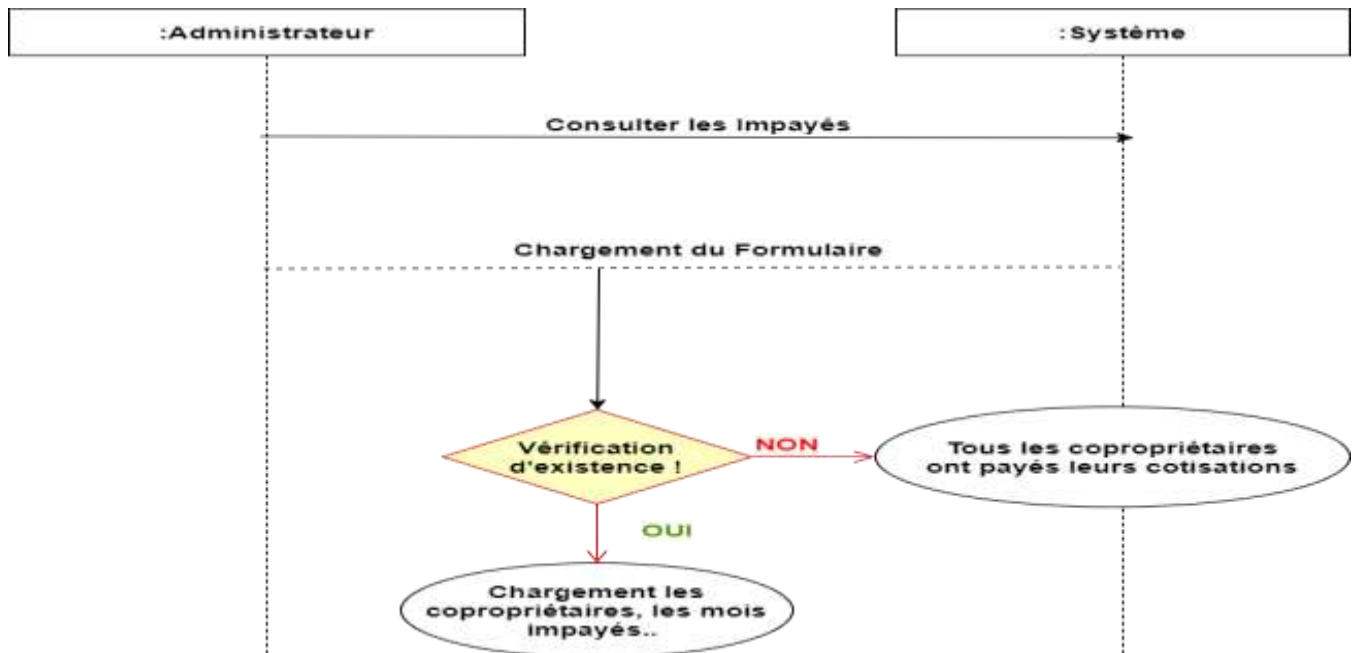 :Administrateur
:Système
Consulter les Impayés
Chargement du Formulaire
Vérification
d'existence !
NON
Tous les copropriétaires
ont payés leurs cotisations
OUI
Chargement les
copropriétaires, les mois
impayés..